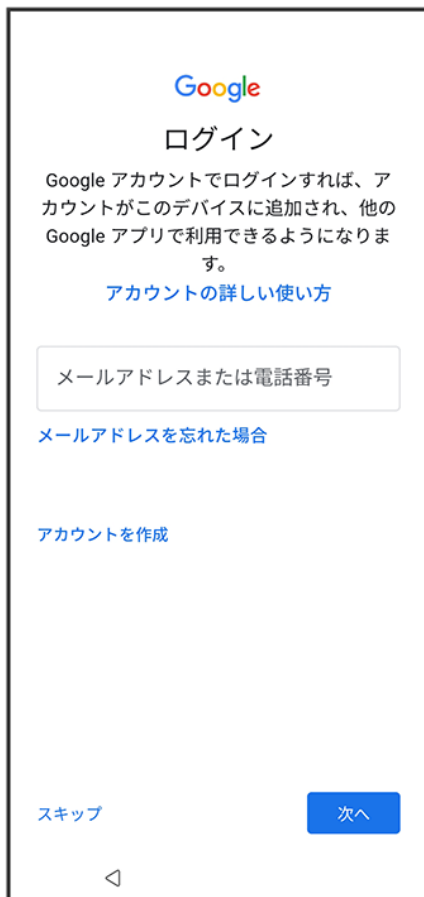 Google
ログイン
Google アカウントでログインすれば、ア
カウントがこのデバイスに追加され、他の
Google アプリで利用できるようになりま
す。
アカウントの詳しい使い方
メールアドレスまたは電話番号
メールアドレスを忘れた場合
アカウントを作成
スキップ
次へ